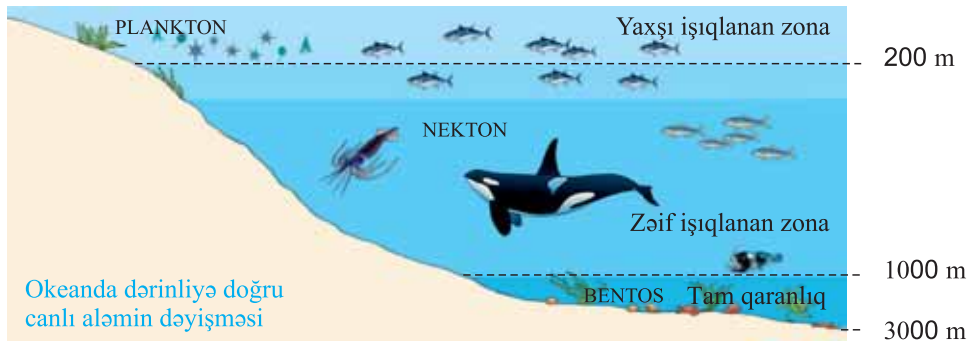 PLANKTON
Yaxşı işıqlanan zona
200 m
NEKTON
Zəif işıqlanan zona
1000 m
Okeanda dərinliyə doğru
canlı aləmin dəyişməsi
BENTOS
Tam qaranlıq
3000 m